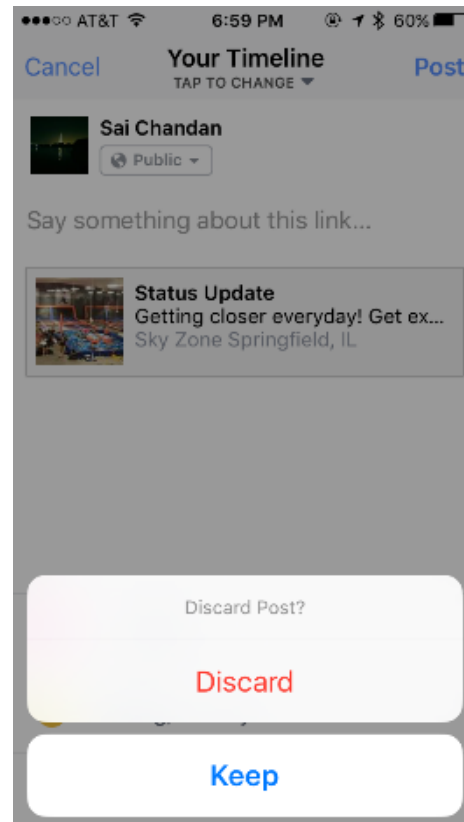 AT&T 6:59 PM 60%
Cancel Your Timeline Post
TAP TO CHANGE
Sai Chandan
Public
Say something about this link...
Status Update
Getting closer everyday! Get ex...
Sky Zone Springfield, IL
Discard Post?
Discard
Keep